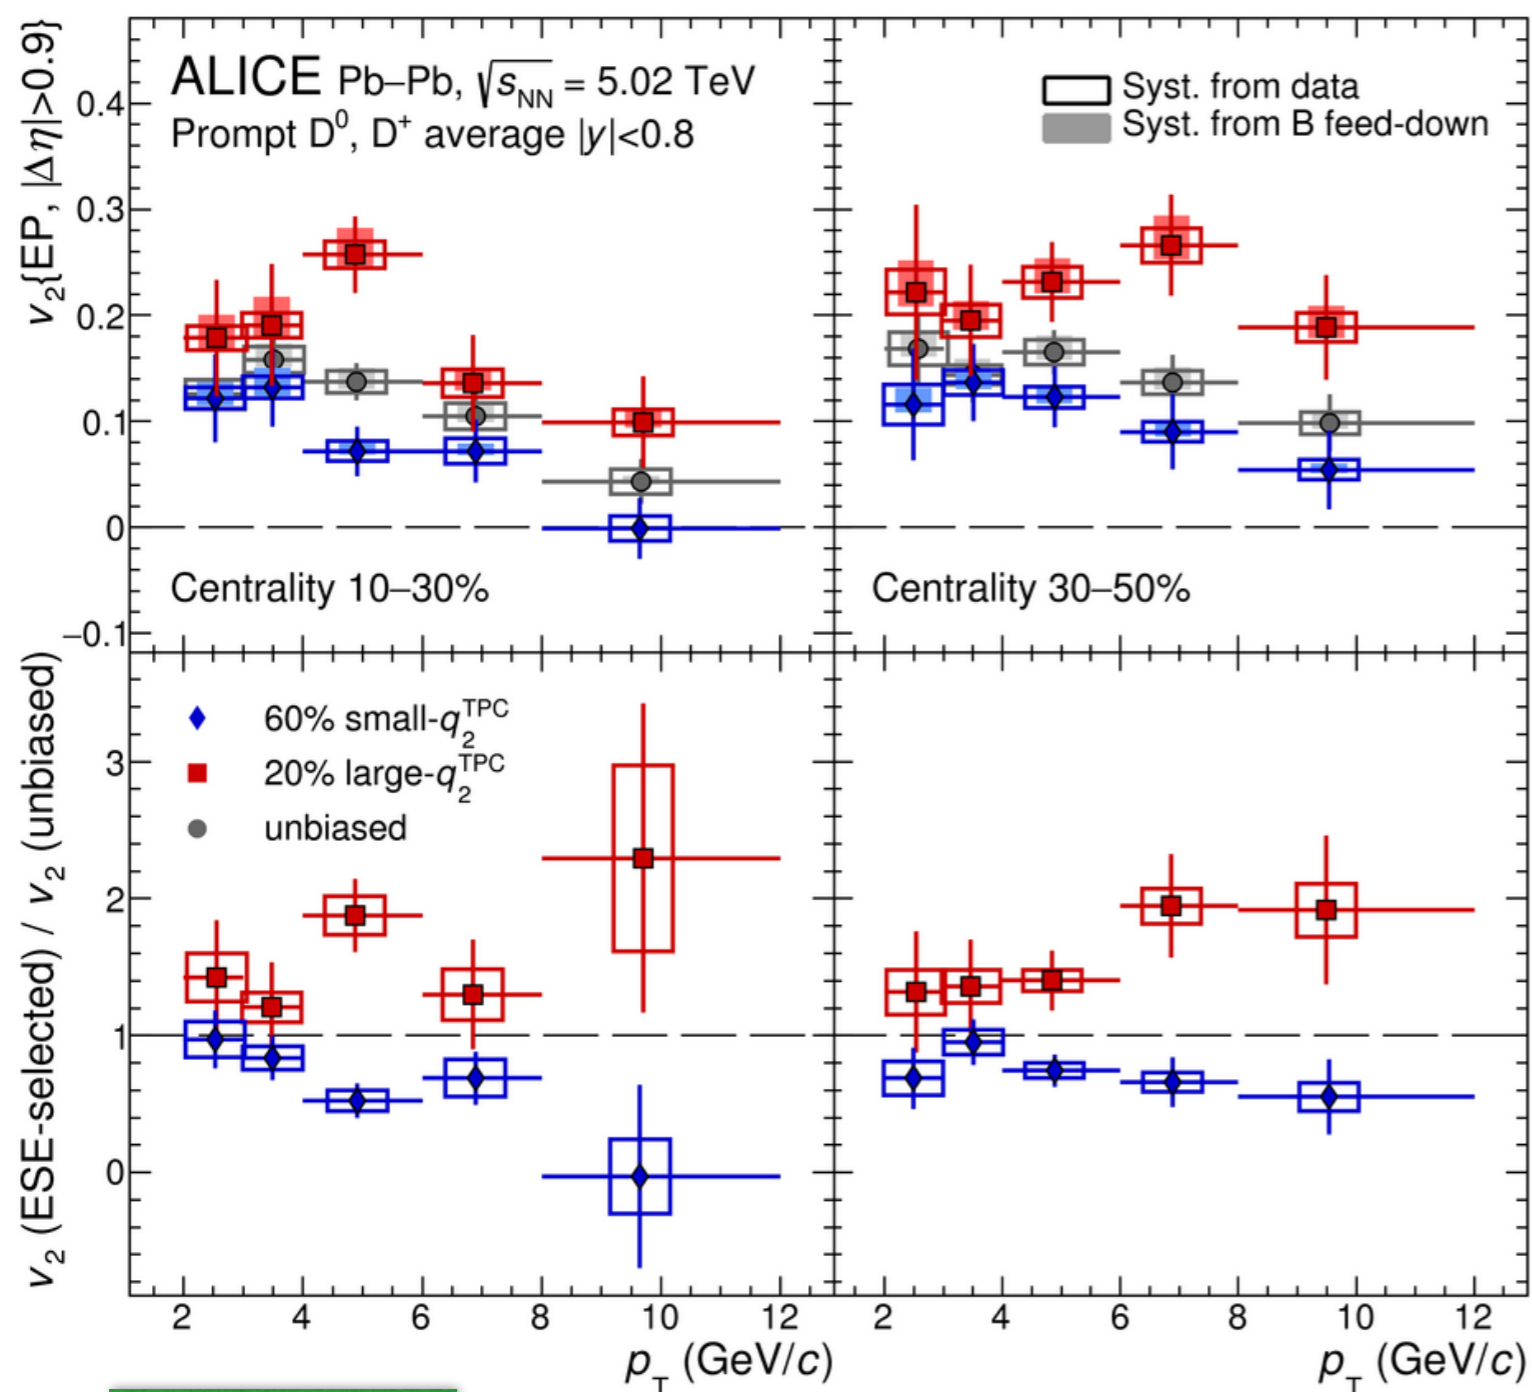 v₂{EP, |Δη|>0.9}
ALICE Pb–Pb, √sNN = 5.02 TeV
Prompt D⁰, D⁺ average |y|<0.8
Syst. from data
Syst. from B feed-down
0.4
0.3
0.2
0.1
0
−0.1
Centrality 10–30%
Centrality 30–50%
v₂ (ESE-selected) / v₂ (unbiased)
60% small-q₂ᵀᴾᶜ
20% large-q₂ᵀᴾᶜ
unbiased
3
2
1
0
2 4 6 8 10 12
2 4 6 8 10 12
pT (GeV/c)
pT (GeV/c)